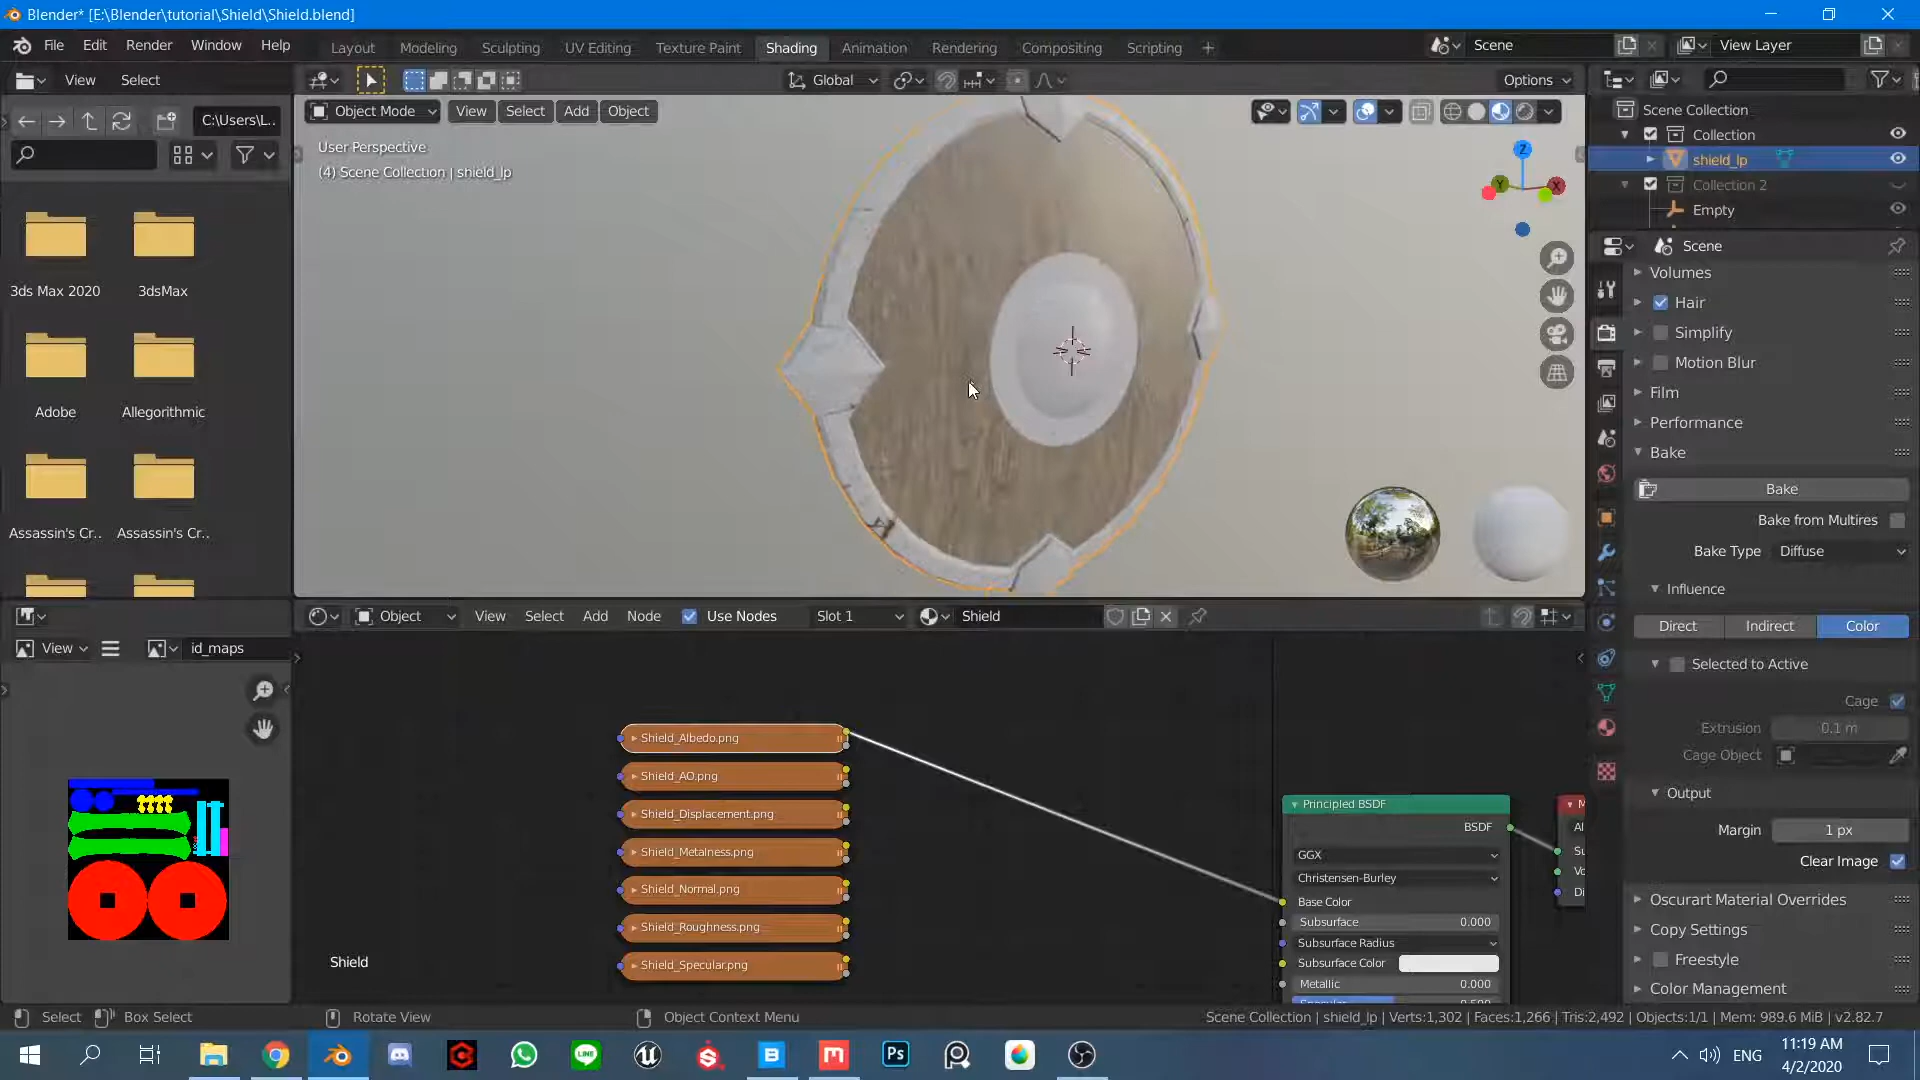 Blender* [E:\Blender\tutorial\Shield\Shield.blend]
File Edit Render Window Help
Layout Modeling Sculpting UV Editing Texture Paint Shading Animation Rendering Compositing Scripting +
Scene
View Layer
View Select
Global
Options
C:\Users\L..
Object Mode View Select Add Object
User Perspective
(4) Scene Collection | shield_lp
Z
Y
X
3ds Max 2020 3dsMax
Adobe Allegorithmic
Assassin's Cr.. Assassin's Cr..
Scene Collection
Collection
shield_lp
Collection 2
Empty
Scene
Volumes
Hair
Simplify
Motion Blur
Film
Performance
Bake
Bake
Bake from Multires
Bake Type Diffuse
Influence
Direct Indirect Color
Selected to Active
Cage
Extrusion 0.1 m
Cage Object
Output
Margin 1 px
Clear Image
Oscurart Material Overrides
Copy Settings
Freestyle
Color Management
Object View Select Add Node Use Nodes Slot 1 Shield
View id_maps
Shield_Albedo.png
Shield_AO.png
Shield_Displacement.png
Shield_Metalness.png
Shield_Normal.png
Shield_Roughness.png
Shield_Specular.png
Shield
Principled BSDF
BSDF
GGX
Christensen-Burley
Base Color
Subsurface 0.000
Subsurface Radius
Subsurface Color
Metallic 0.000
M
Al
Su
Vo
Di
Select Box Select Rotate View Object Context Menu
Scene Collection | shield_lp | Verts:1,302 | Faces:1,266 | Tris:2,492 | Objects:1/1 | Mem: 989.6 MiB | v2.82.7
ENG
11:19 AM
4/2/2020